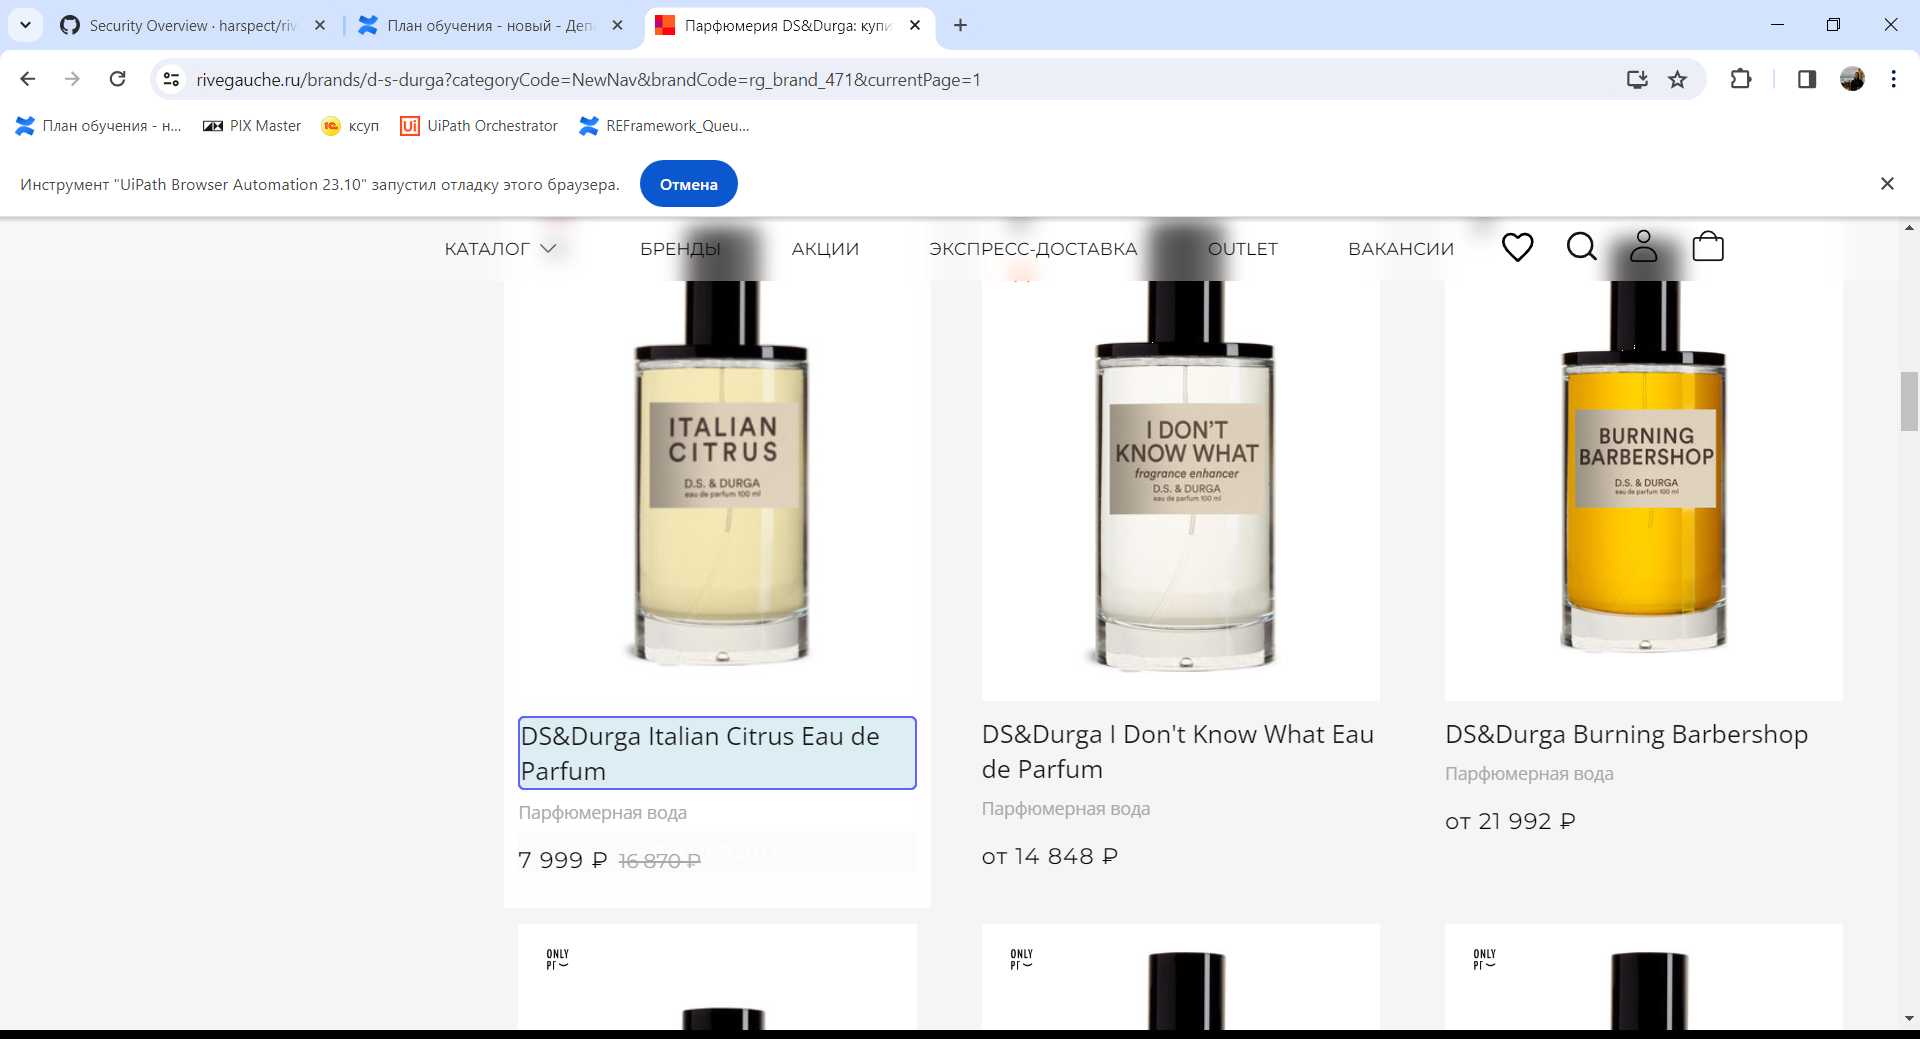 Security Overview · harspect/riv
План обучения - новый - Депа
Парфюмерия DS&Durga: купи
rivegauche.ru/brands/d-s-durga?categoryCode=NewNav&brandCode=rg_brand_471&currentPage=1
План обучения - н...
PIX Master
ксуп
UiPath Orchestrator
REFramework_Queu...
Инструмент "UiPath Browser Automation 23.10" запустил отладку этого браузера.
Отмена
КАТАЛОГ
БРЕНДЫ
АКЦИИ
ЭКСПРЕСС-ДОСТАВКА
OUTLET
ВАКАНСИИ
ITALIAN
CITRUS
D.S. & DURGA
eau de parfum 100 ml
I DON'T
KNOW WHAT
fragrance enhancer
D.S. & DURGA
eau de parfum 100 ml
BURNING
BARBERSHOP
D.S. & DURGA
eau de parfum 100 ml
DS&Durga Italian Citrus Eau de
Parfum
Парфюмерная вода
7 999 ₽ 16 870 ₽
DS&Durga I Don't Know What Eau
de Parfum
Парфюмерная вода
от 14 848 ₽
DS&Durga Burning Barbershop
Парфюмерная вода
от 21 992 ₽
ONLY
РГ
ONLY
РГ
ONLY
РГ